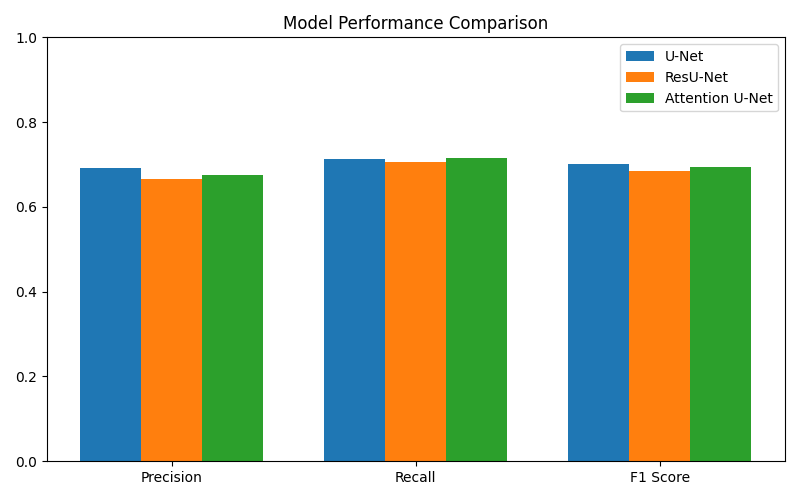 Model Performance Comparison
1.0
0.8
0.6
0.4
0.2
0.0
U-Net
ResU-Net
Attention U-Net
Precision
Recall
F1 Score